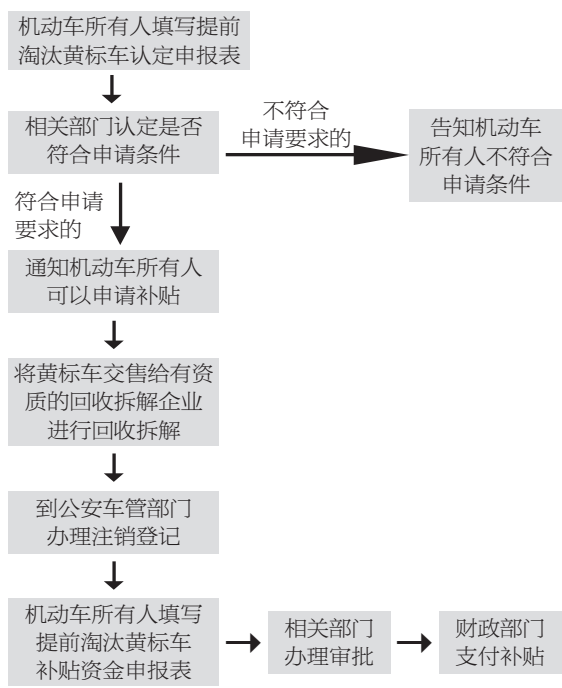 机动车所有人填写提前
淘汰黄标车认定申报表
相关部门认定是否
符合申请条件
不符合
申请要求的
告知机动车
所有人不符合
申请条件
符合申请
要求的
通知机动车所有人
可以申请补贴
将黄标车交售给有资
质的回收拆解企业
进行回收拆解
到公安车管部门
办理注销登记
机动车所有人填写
提前淘汰黄标车
补贴资金申报表
相关部门
办理审批
财政部门
支付补贴